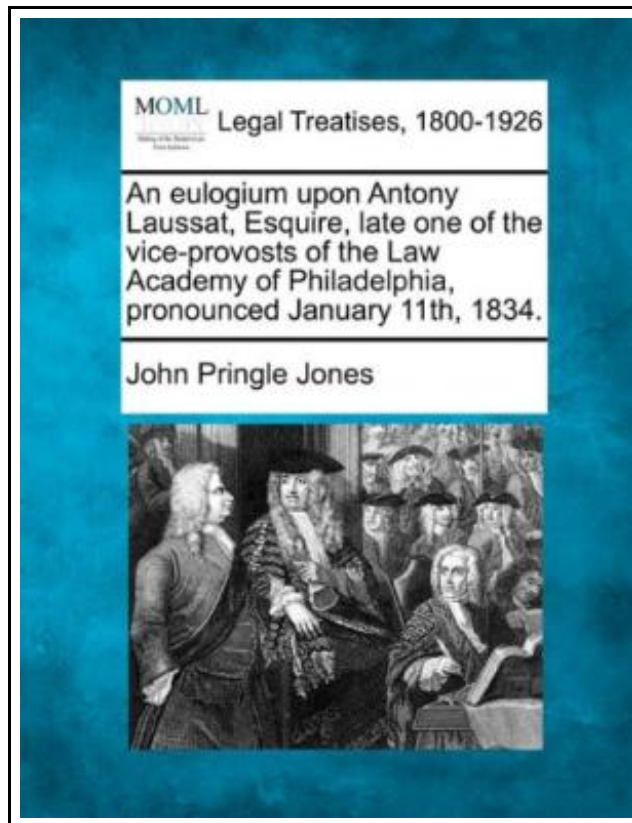 MOML
Legal Treatises, 1800-1926
An eulogium upon Antony
Laussat, Esquire, late one of the
vice-provosts of the Law
Academy of Philadelphia,
pronounced January 11th, 1834.
John Pringle Jones